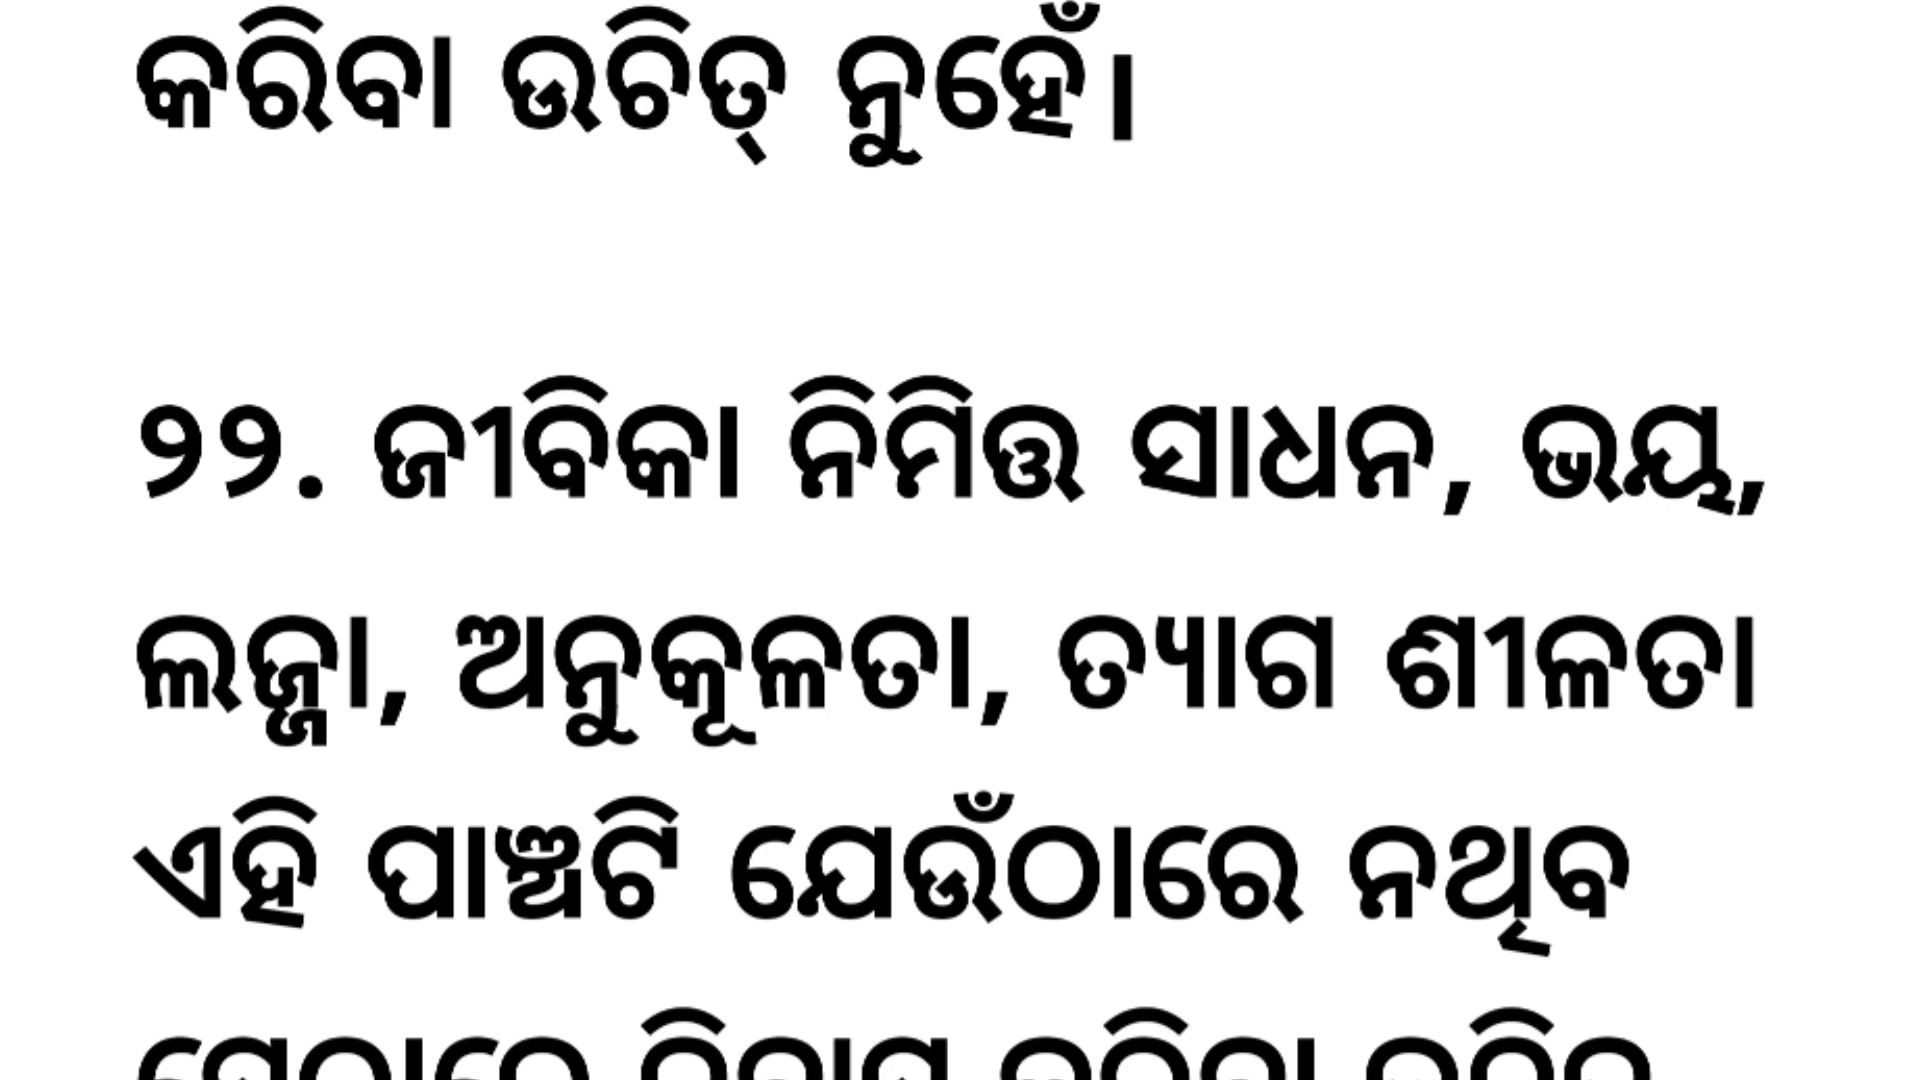 କରିବା ଉଚିତ୍ ନୁହେଁ।
୨୨. ଜୀବିକା ନିମିତ୍ତ ସାଧନ, ଭୟ,
ଲଜ୍ଜା, ଅନୁକୂଳତା, ତ୍ୟାଗ ଶୀଳତା
ଏହି ପାଞ୍ଚଟି ଯେଉଁଠାରେ ନଥିବ